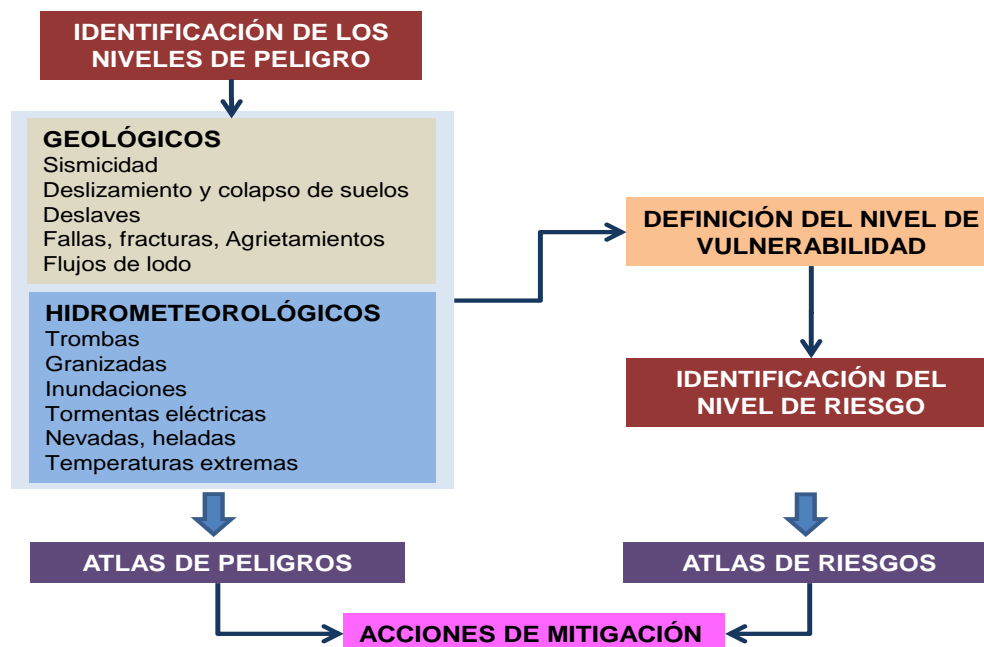 IDENTIFICACIÓN DE LOS
NIVELES DE PELIGRO
GEOLÓGICOS
Sismicidad
Deslizamiento y colapso de suelos
Deslaves
Fallas, fracturas, Agrietamientos
Flujos de lodo
HIDROMETEOROLÓGICOS
Trombas
Granizadas
Inundaciones
Tormentas eléctricas
Nevadas, heladas
Temperaturas extremas
DEFINICIÓN DEL NIVEL DE
VULNERABILIDAD
IDENTIFICACIÓN DEL
NIVEL DE RIESGO
ATLAS DE PELIGROS
ATLAS DE RIESGOS
ACCIONES DE MITIGACIÓN